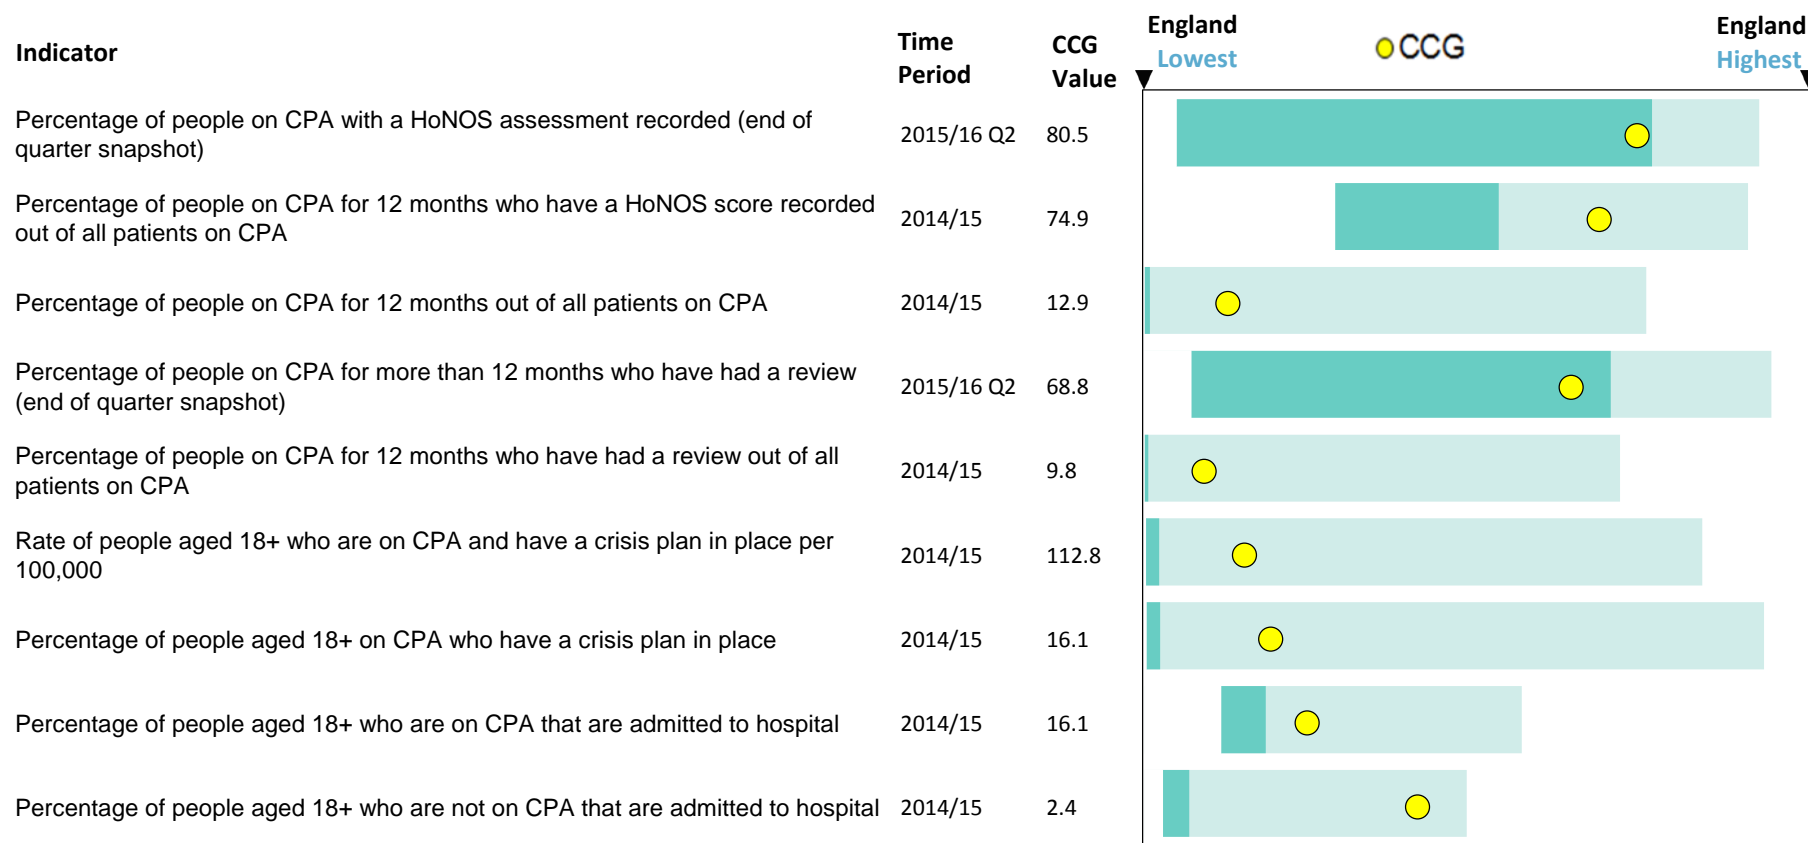 Indicator
Time
Period
CCG
Value
England
Lowest
CCG
England
Highest
Percentage of people on CPA with a HoNOS assessment recorded (end of
quarter snapshot)
2015/16 Q2
80.5
Percentage of people on CPA for 12 months who have a HoNOS score recorded
out of all patients on CPA
2014/15
74.9
Percentage of people on CPA for 12 months out of all patients on CPA
2014/15
12.9
Percentage of people on CPA for more than 12 months who have had a review
(end of quarter snapshot)
2015/16 Q2
68.8
Percentage of people on CPA for 12 months who have had a review out of all
patients on CPA
2014/15
9.8
Rate of people aged 18+ who are on CPA and have a crisis plan in place per
100,000
2014/15
112.8
Percentage of people aged 18+ on CPA who have a crisis plan in place
2014/15
16.1
Percentage of people aged 18+ who are on CPA that are admitted to hospital
2014/15
16.1
Percentage of people aged 18+ who are not on CPA that are admitted to hospital
2014/15
2.4